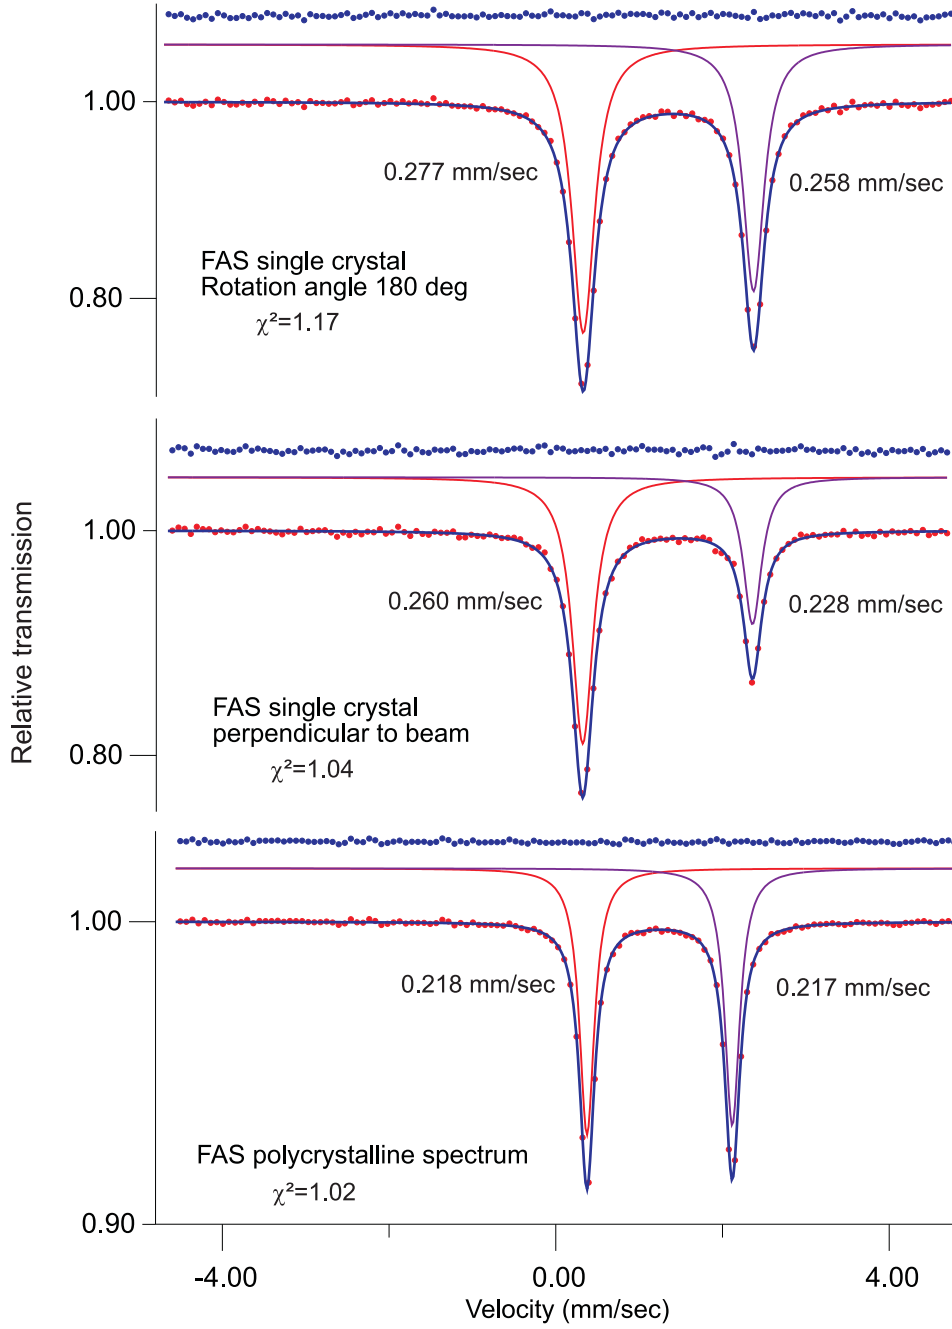 1.00
0.277 mm/sec
0.258 mm/sec
FAS single crystal
Rotation angle 180 deg
χ²=1.17
0.80
Relative transmission
1.00
0.260 mm/sec
0.228 mm/sec
FAS single crystal
perpendicular to beam
χ²=1.04
0.80
1.00
0.218 mm/sec
0.217 mm/sec
FAS polycrystalline spectrum
χ²=1.02
0.90
-4.00 0.00 4.00
Velocity (mm/sec)